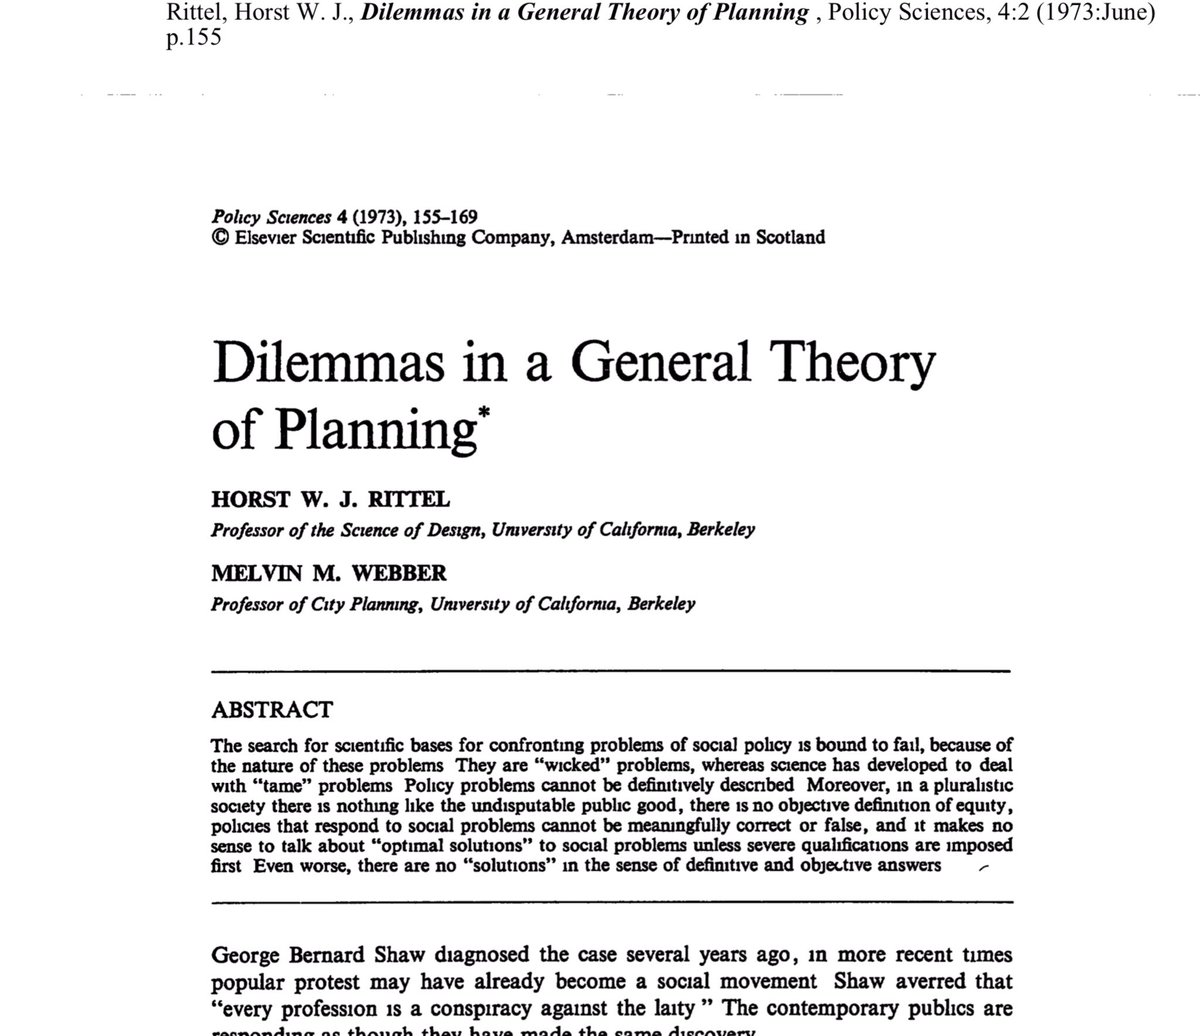 Rittel, Horst W. J., Dilemmas in a General Theory of Planning , Policy Sciences, 4:2 (1973:June)
p.155
Policy Sciences 4 (1973), 155–169
© Elsevier Scientific Publishing Company, Amsterdam—Printed in Scotland
Dilemmas in a General Theory
of Planning*
HORST W. J. RITTEL
Professor of the Science of Design, University of California, Berkeley
MELVIN M. WEBBER
Professor of City Planning, University of California, Berkeley
ABSTRACT
The search for scientific bases for confronting problems of social policy is bound to fail, because of
the nature of these problems They are “wicked” problems, whereas science has developed to deal
with “tame” problems Policy problems cannot be definitively described Moreover, in a pluralistic
society there is nothing like the undisputable public good, there is no objective definition of equity,
policies that respond to social problems cannot be meaningfully correct or false, and it makes no
sense to talk about “optimal solutions” to social problems unless severe qualifications are imposed
first Even worse, there are no “solutions” in the sense of definitive and objective answers
George Bernard Shaw diagnosed the case several years ago, in more recent times
popular protest may have already become a social movement Shaw averred that
“every profession is a conspiracy against the laity ” The contemporary publics are
responding as though they have made the same discovery